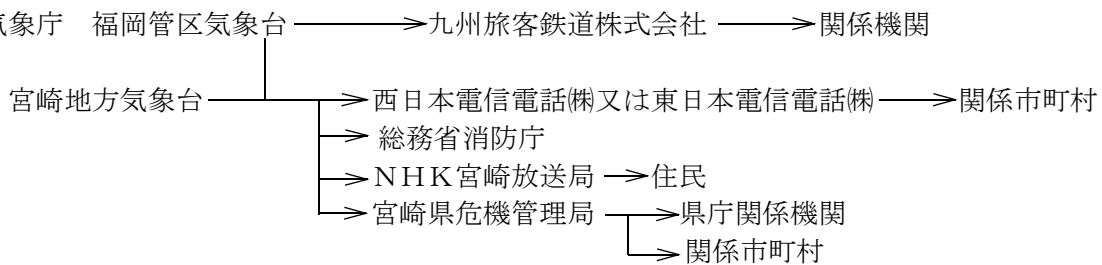 気象庁　福岡管区気象台 九州旅客鉄道株式会社 関係機関
宮崎地方気象台 西日本電信電話㈱又は東日本電信電話㈱ 関係市町村
総務省消防庁
ＮＨＫ宮崎放送局 住民
宮崎県危機管理局 県庁関係機関
関係市町村